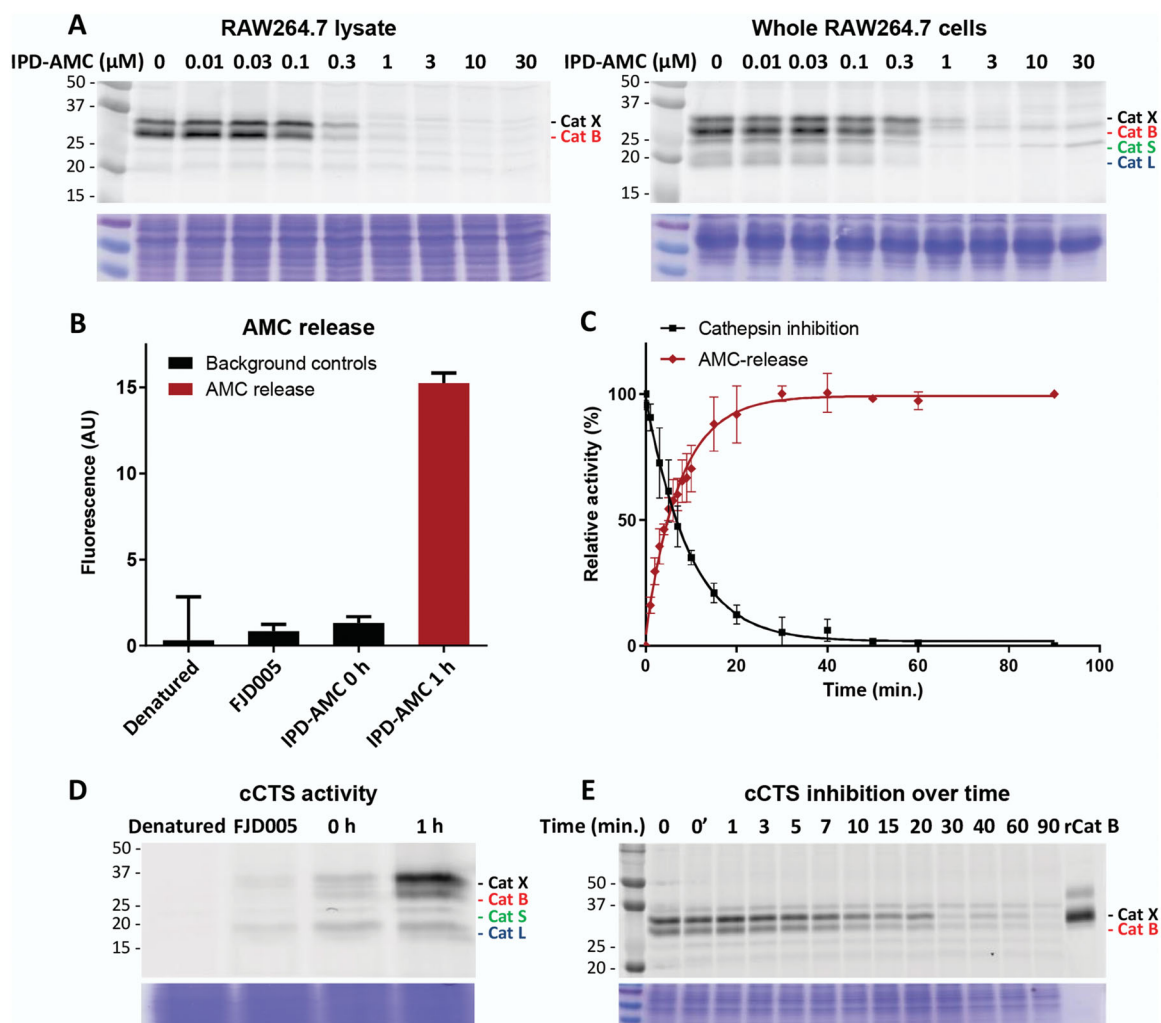 A
RAW264.7 lysate
IPD-AMC (μM) 0 0.01 0.03 0.1 0.3 1 3 10 30
50 -
37 -
25 -
20 -
15 -
- Cat X
- Cat B
Whole RAW264.7 cells
IPD-AMC (μM) 0 0.01 0.03 0.1 0.3 1 3 10 30
50 -
37 -
25 -
20 -
15 -
- Cat X
- Cat B
- Cat S
- Cat L
B
AMC release
Background controls
AMC release
Fluorescence (AU)
15
10
5
0
Denatured
FJD005
IPD-AMC 0 h
IPD-AMC 1 h
C
Cathepsin inhibition
AMC-release
Relative activity (%)
100
50
0
0 20 40 60 80 100
Time (min.)
D
cCTS activity
Denatured FJD005 0 h 1 h
50 -
37 -
25 -
20 -
15 -
- Cat X
- Cat B
- Cat S
- Cat L
E
cCTS inhibition over time
Time (min.) 0 0' 1 3 5 7 10 15 20 30 40 60 90 rCat B
50 -
37 -
25 -
20 -
- Cat X
- Cat B